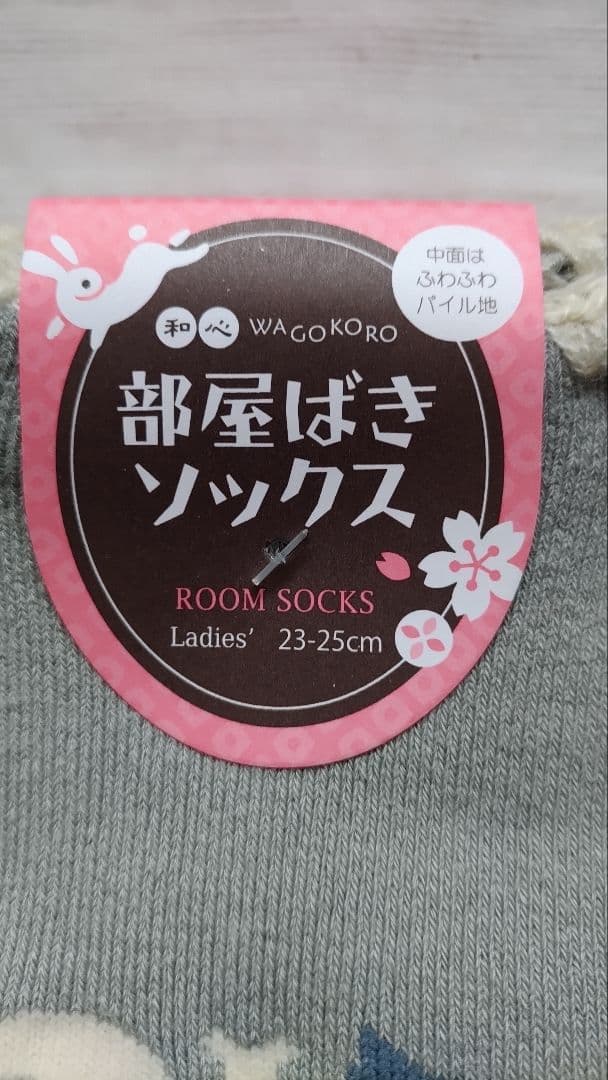 中面は
ふわふわ
パイル地
和心 WAGOKORO
部屋ばき
ソックス
ROOM SOCKS
Ladies' 23-25cm